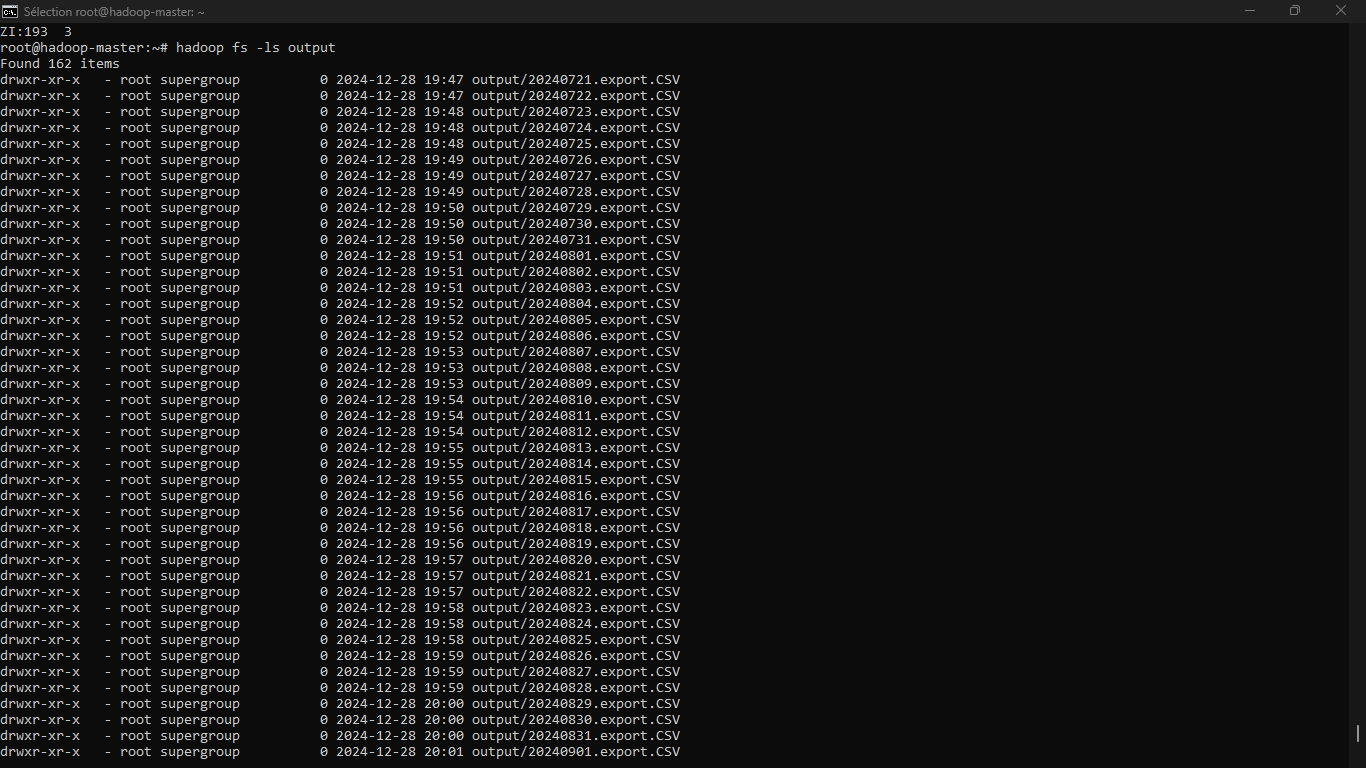 Sélection root@hadoop-master: ~
ZI:193  3
root@hadoop-master:~# hadoop fs -ls output
Found 162 items
drwxr-xr-x   - root supergroup          0 2024-12-28 19:47 output/20240721.export.CSV
drwxr-xr-x   - root supergroup          0 2024-12-28 19:47 output/20240722.export.CSV
drwxr-xr-x   - root supergroup          0 2024-12-28 19:48 output/20240723.export.CSV
drwxr-xr-x   - root supergroup          0 2024-12-28 19:48 output/20240724.export.CSV
drwxr-xr-x   - root supergroup          0 2024-12-28 19:48 output/20240725.export.CSV
drwxr-xr-x   - root supergroup          0 2024-12-28 19:49 output/20240726.export.CSV
drwxr-xr-x   - root supergroup          0 2024-12-28 19:49 output/20240727.export.CSV
drwxr-xr-x   - root supergroup          0 2024-12-28 19:49 output/20240728.export.CSV
drwxr-xr-x   - root supergroup          0 2024-12-28 19:50 output/20240729.export.CSV
drwxr-xr-x   - root supergroup          0 2024-12-28 19:50 output/20240730.export.CSV
drwxr-xr-x   - root supergroup          0 2024-12-28 19:50 output/20240731.export.CSV
drwxr-xr-x   - root supergroup          0 2024-12-28 19:51 output/20240801.export.CSV
drwxr-xr-x   - root supergroup          0 2024-12-28 19:51 output/20240802.export.CSV
drwxr-xr-x   - root supergroup          0 2024-12-28 19:51 output/20240803.export.CSV
drwxr-xr-x   - root supergroup          0 2024-12-28 19:52 output/20240804.export.CSV
drwxr-xr-x   - root supergroup          0 2024-12-28 19:52 output/20240805.export.CSV
drwxr-xr-x   - root supergroup          0 2024-12-28 19:52 output/20240806.export.CSV
drwxr-xr-x   - root supergroup          0 2024-12-28 19:53 output/20240807.export.CSV
drwxr-xr-x   - root supergroup          0 2024-12-28 19:53 output/20240808.export.CSV
drwxr-xr-x   - root supergroup          0 2024-12-28 19:53 output/20240809.export.CSV
drwxr-xr-x   - root supergroup          0 2024-12-28 19:54 output/20240810.export.CSV
drwxr-xr-x   - root supergroup          0 2024-12-28 19:54 output/20240811.export.CSV
drwxr-xr-x   - root supergroup          0 2024-12-28 19:54 output/20240812.export.CSV
drwxr-xr-x   - root supergroup          0 2024-12-28 19:55 output/20240813.export.CSV
drwxr-xr-x   - root supergroup          0 2024-12-28 19:55 output/20240814.export.CSV
drwxr-xr-x   - root supergroup          0 2024-12-28 19:55 output/20240815.export.CSV
drwxr-xr-x   - root supergroup          0 2024-12-28 19:56 output/20240816.export.CSV
drwxr-xr-x   - root supergroup          0 2024-12-28 19:56 output/20240817.export.CSV
drwxr-xr-x   - root supergroup          0 2024-12-28 19:56 output/20240818.export.CSV
drwxr-xr-x   - root supergroup          0 2024-12-28 19:56 output/20240819.export.CSV
drwxr-xr-x   - root supergroup          0 2024-12-28 19:57 output/20240820.export.CSV
drwxr-xr-x   - root supergroup          0 2024-12-28 19:57 output/20240821.export.CSV
drwxr-xr-x   - root supergroup          0 2024-12-28 19:57 output/20240822.export.CSV
drwxr-xr-x   - root supergroup          0 2024-12-28 19:58 output/20240823.export.CSV
drwxr-xr-x   - root supergroup          0 2024-12-28 19:58 output/20240824.export.CSV
drwxr-xr-x   - root supergroup          0 2024-12-28 19:58 output/20240825.export.CSV
drwxr-xr-x   - root supergroup          0 2024-12-28 19:59 output/20240826.export.CSV
drwxr-xr-x   - root supergroup          0 2024-12-28 19:59 output/20240827.export.CSV
drwxr-xr-x   - root supergroup          0 2024-12-28 19:59 output/20240828.export.CSV
drwxr-xr-x   - root supergroup          0 2024-12-28 20:00 output/20240829.export.CSV
drwxr-xr-x   - root supergroup          0 2024-12-28 20:00 output/20240830.export.CSV
drwxr-xr-x   - root supergroup          0 2024-12-28 20:00 output/20240831.export.CSV
drwxr-xr-x   - root supergroup          0 2024-12-28 20:01 output/20240901.export.CSV